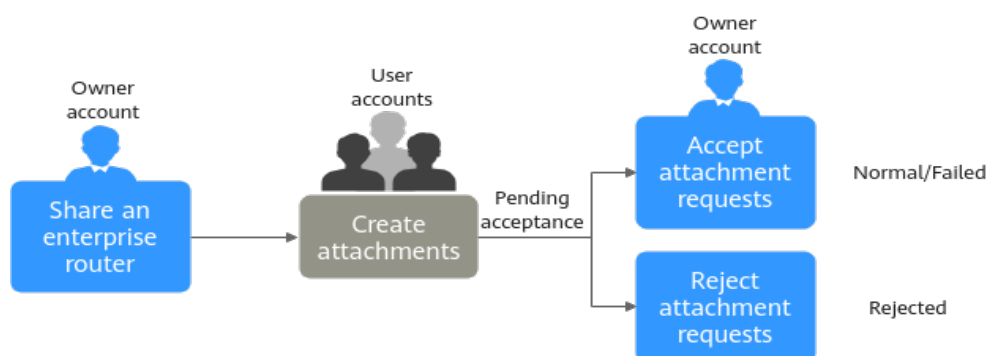 Owner
account
Share an
enterprise
router
User
accounts
Create
attachments
Pending
acceptance
Owner
account
Accept
attachment
requests
Normal/Failed
Reject
attachment
requests
Rejected